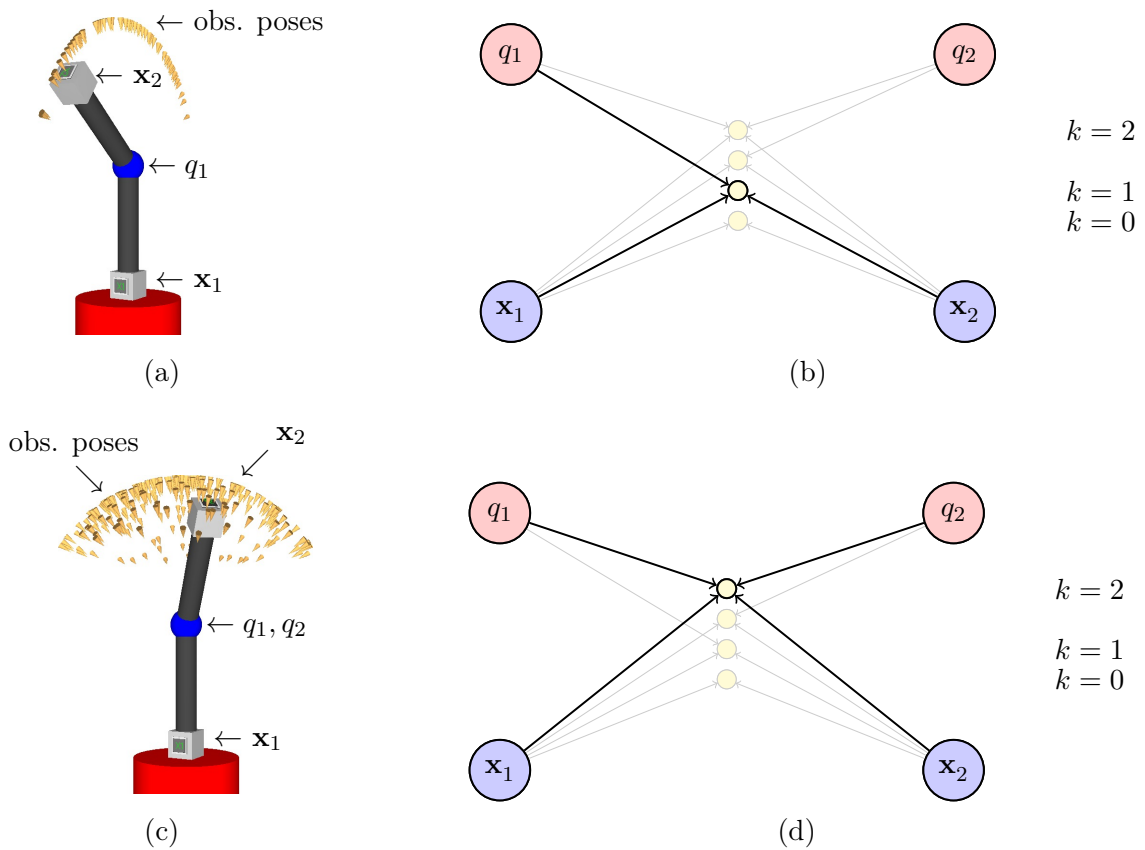 ← obs. poses
← x₂
← q₁
← x₁
(a)
q₁
q₂
k = 2
k = 1
k = 0
x₁
x₂
(b)
obs. poses
x₂
← q₁, q₂
← x₁
(c)
q₁
q₂
k = 2
k = 1
k = 0
x₁
x₂
(d)